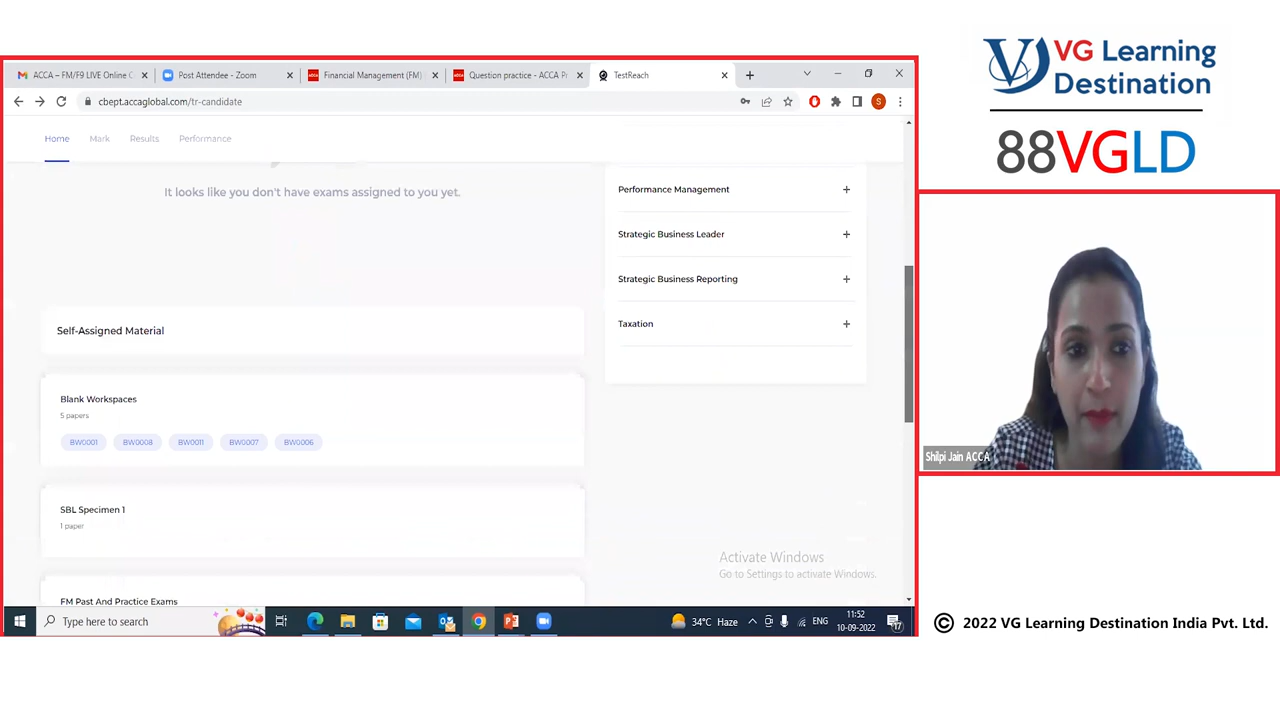 ACCA – FM/F9 LIVE Online C
Post Attendee - Zoom
Financial Management (FM)
Question practice - ACCA Pr
TestReach
cbept.accaglobal.com/tr-candidate
S
Home
Mark
Results
Performance
It looks like you don't have exams assigned to you yet.
Self-Assigned Material
Blank Workspaces
5 papers
BW0001
BW0008
BW0011
BW0007
BW0006
SBL Specimen 1
1 paper
FM Past And Practice Exams
Performance Management
Strategic Business Leader
Strategic Business Reporting
Taxation
Activate Windows
Go to Settings to activate Windows.
Type here to search
34°C Haze
ENG
11:52
10-09-2022
17
VG Learning
Destination
88VGLD
Shilpi Jain ACCA
© 2022 VG Learning Destination India Pvt. Ltd.